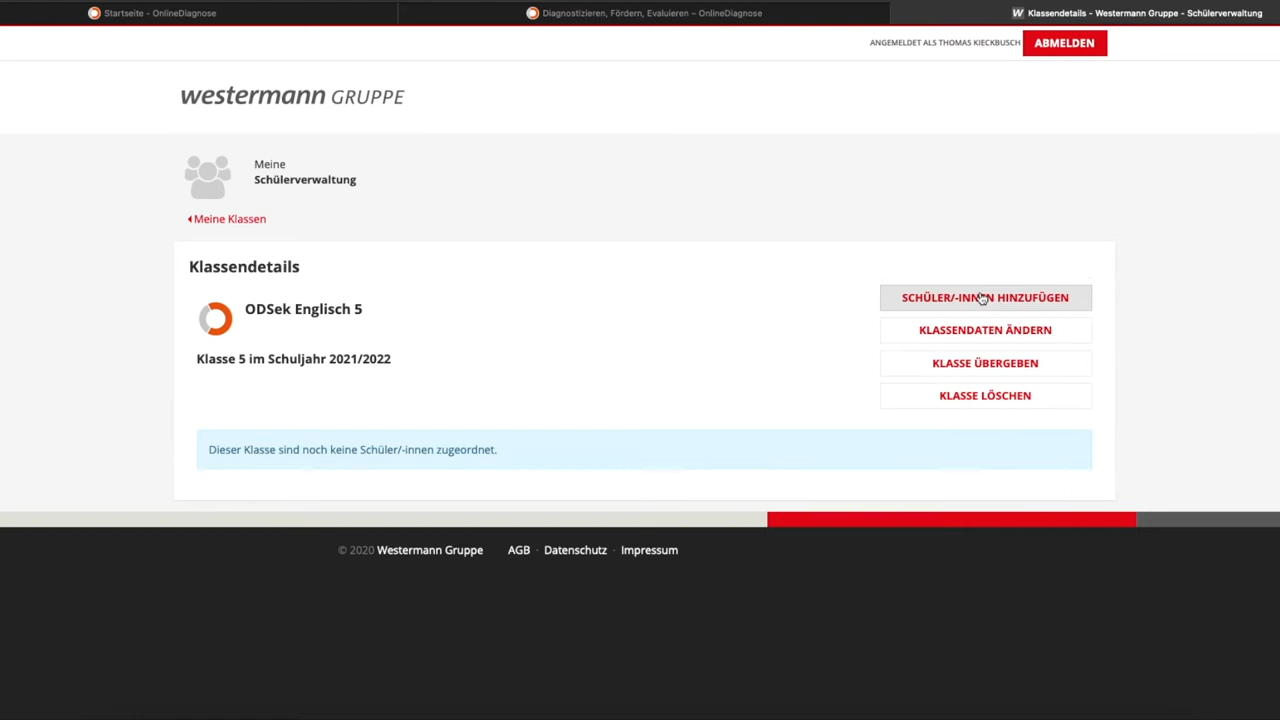 Startseite - OnlineDiagnose
Diagnostizieren, Fördern, Evaluieren – OnlineDiagnose
W Klassendetails - Westermann Gruppe - Schülerverwaltung
ANGEMELDET ALS THOMAS KIECKBUSCH
ABMELDEN
westermann GRUPPE
Meine
Schülerverwaltung
Meine Klassen
Klassendetails
SCHÜLER/-INNEN HINZUFÜGEN
ODSek Englisch 5
KLASSENDATEN ÄNDERN
Klasse 5 im Schuljahr 2021/2022
KLASSE ÜBERGEBEN
KLASSE LÖSCHEN
Dieser Klasse sind noch keine Schüler/-innen zugeordnet.
© 2020 Westermann Gruppe AGB · Datenschutz · Impressum